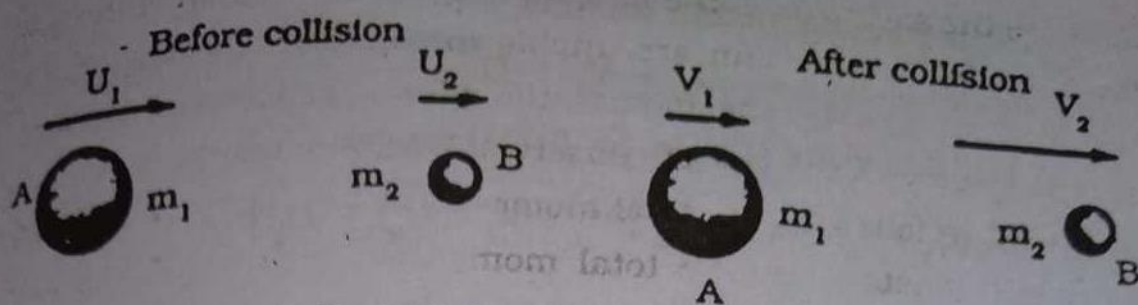 Before collision
After collision
U₁
U₂
V₁
V₂
A
m₁
m₂
B
m₁
A
m₂
B